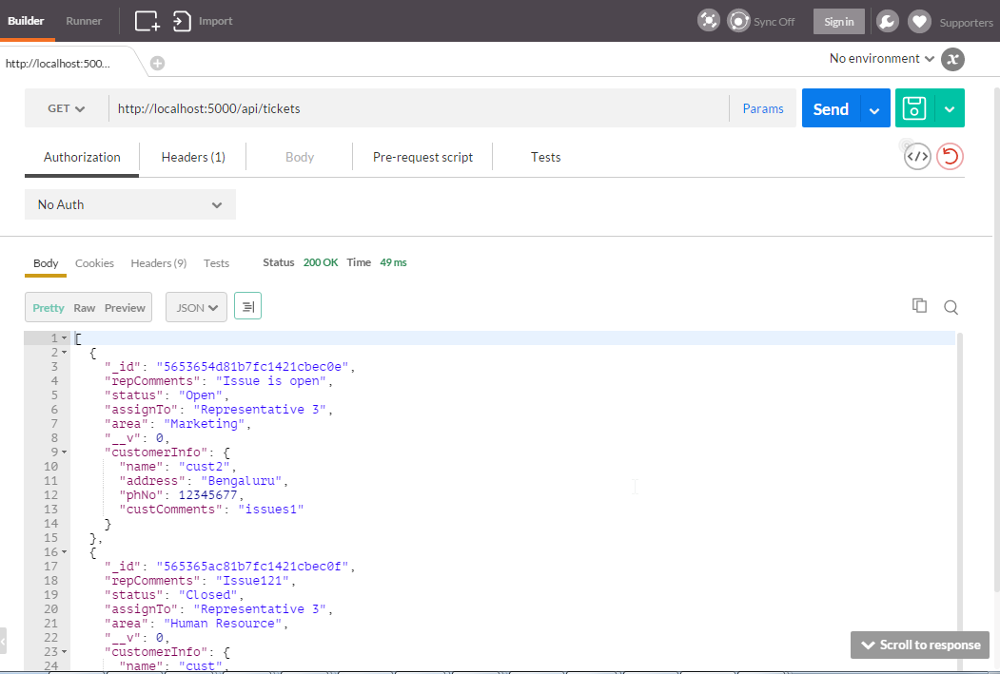 Builder Runner Import Sync Off Sign in Supporters
http://localhost:500... No environment
GET http://localhost:5000/api/tickets Params Send
Authorization Headers (1) Body Pre-request script Tests
No Auth
Body Cookies Headers (9) Tests Status 200 OK Time 49 ms
Pretty Raw Preview JSON
1 [
2 {
3 "_id": "5653654d81b7fc1421cbec0e",
4 "repComments": "Issue is open",
5 "status": "Open",
6 "assignTo": "Representative 3",
7 "area": "Marketing",
8 "__v": 0,
9 "customerInfo": {
10 "name": "cust2",
11 "address": "Bengaluru",
12 "phNo": 12345677,
13 "custComments": "issues1"
14 }
15 },
16 {
17 "_id": "565365ac81b7fc1421cbec0f",
18 "repComments": "Issue121",
19 "status": "Closed",
20 "assignTo": "Representative 3",
21 "area": "Human Resource",
22 "__v": 0,
23 "customerInfo": {
24 "name": "cust",
Scroll to response